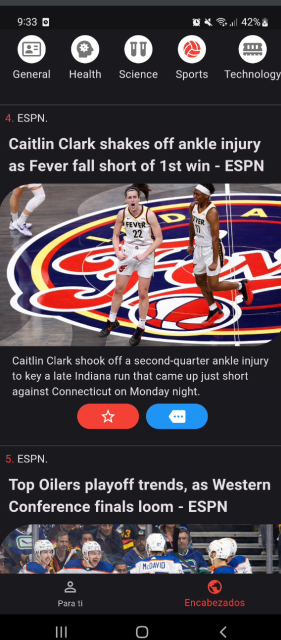 9:33 42%
General Health Science Sports Technology
4. ESPN.
Caitlin Clark shakes off ankle injury
as Fever fall short of 1st win - ESPN
INDIANA
FEVER
22
Caitlin Clark shook off a second-quarter ankle injury
to key a late Indiana run that came up just short
against Connecticut on Monday night.
5. ESPN.
Top Oilers playoff trends, as Western
Conference finals loom - ESPN
McDAVID
Para ti Encabezados